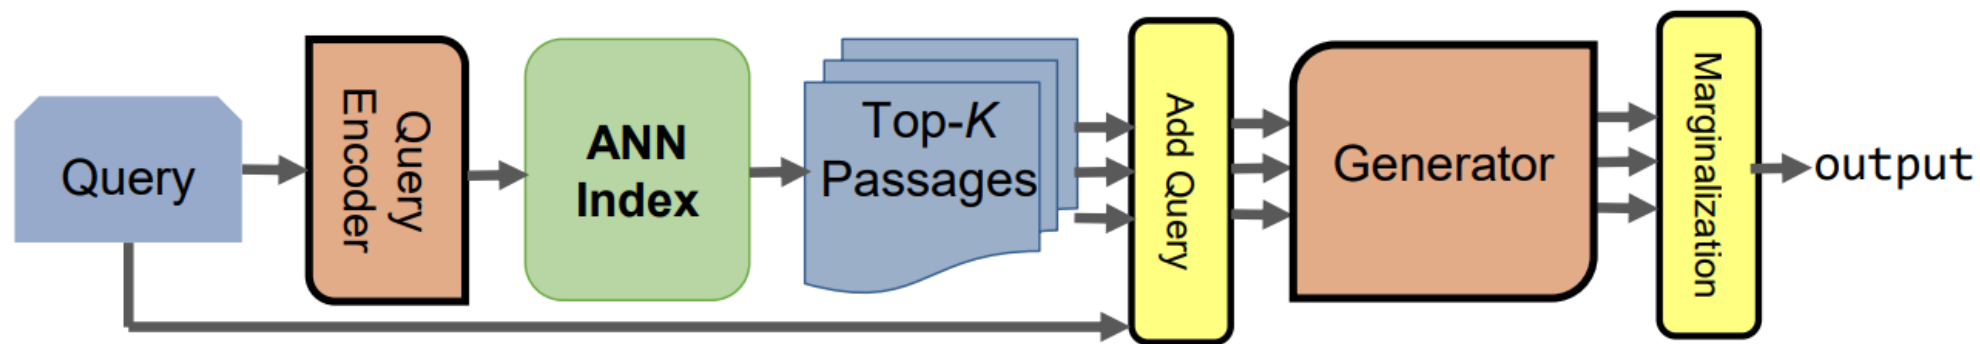 Query
Query
Encoder
ANN
Index
Top-K
Passages
Add Query
Generator
Marginalization
output